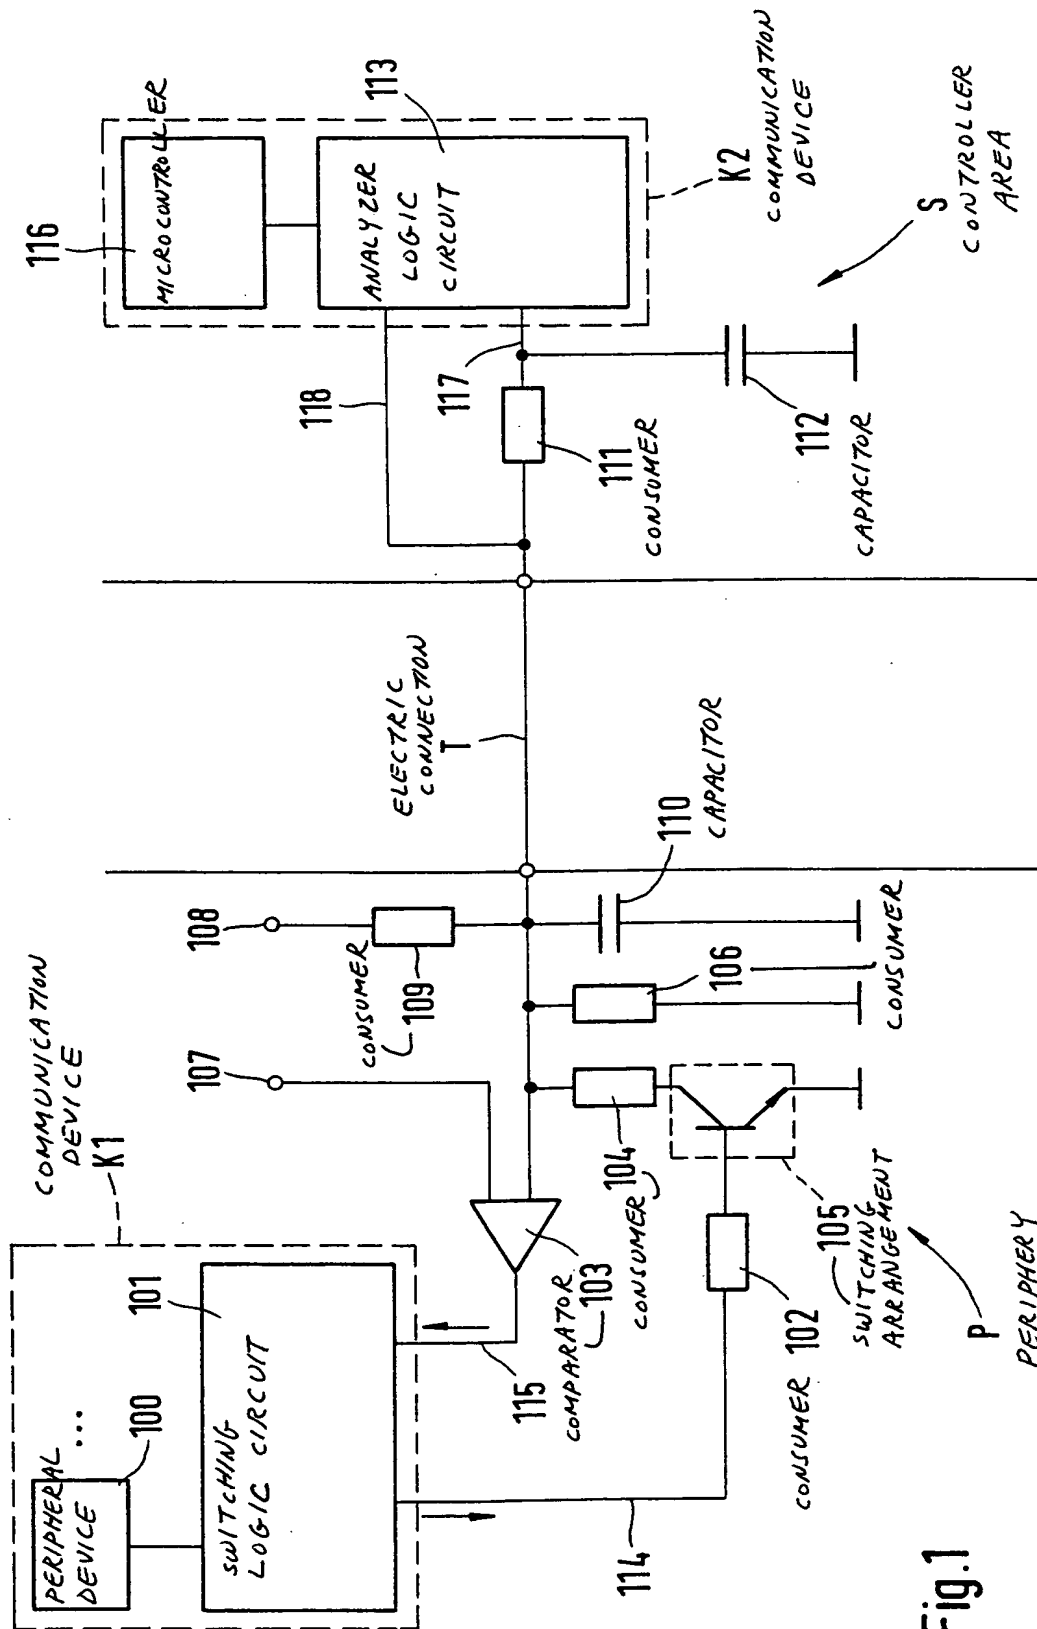 COMMUNICATION
DEVICE
K1
PERIPHERAL
DEVICE
...
100
SWITCHING
LOGIC CIRCUIT
101
107
108
CONSUMER
109
115
COMPARATOR
103
114
CONSUMER
104
106
CONSUMER
110
CAPACITOR
CONSUMER 102
105
SWITCHING
ARRANGEMENT
P
PERIPHERY
ELECTRIC
CONNECTION
T
116
MICROCONTROLLER
113
ANALYZER
LOGIC
CIRCUIT
118
117
111
CONSUMER
112
CAPACITOR
K2
COMMUNICATION
DEVICE
S
CONTROLLER
AREA
Fig.1